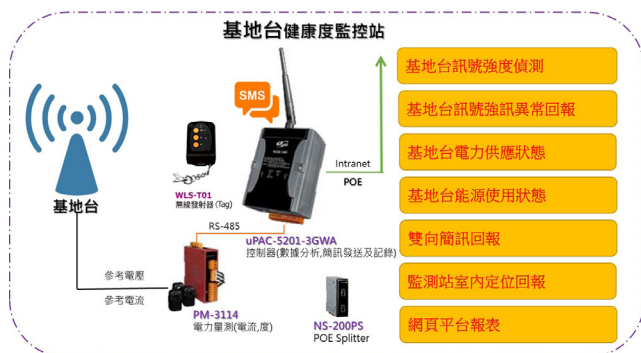 基地台健康度監控站
SMS
基地台
WLS-T01
無線發射器(Tag)
Intranet
POE
RS-485
uPAC-5201-3GWA
控制器(數據分析,簡訊發送及記錄)
參考電壓
參考電流
PM-3114
電力量測(電流,度)
NS-200PS
POE Splitter
基地台訊號強度偵測
基地台訊號強訊異常回報
基地台電力供應狀態
基地台能源使用狀態
雙向簡訊回報
監測站室內定位回報
網頁平台報表